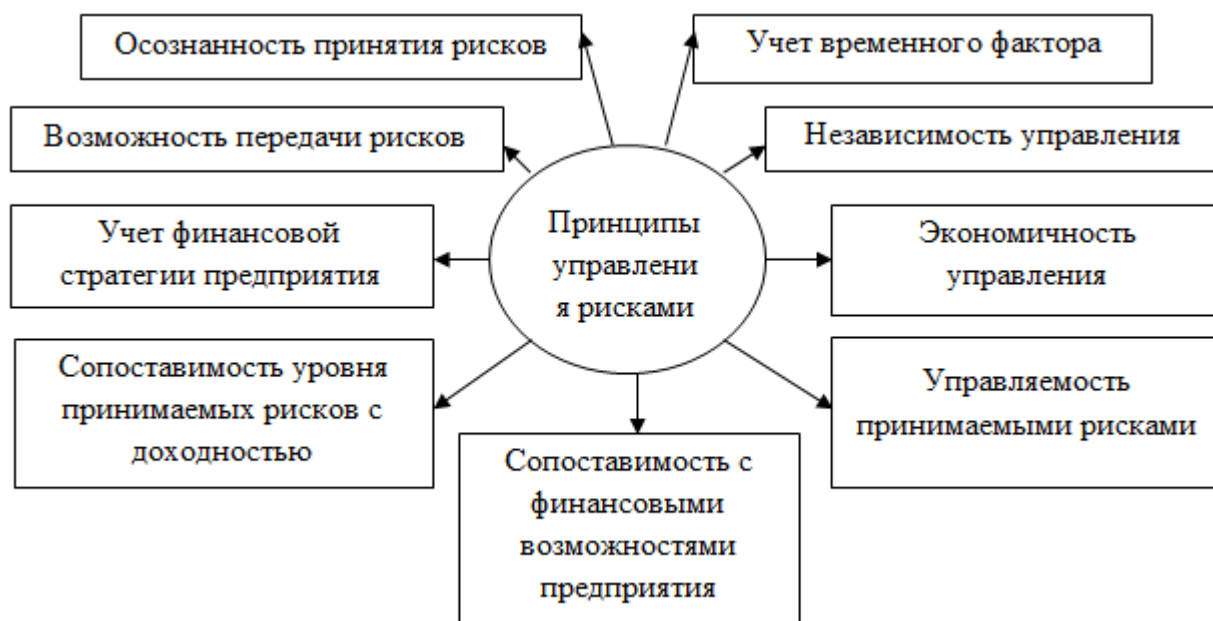 Осознанность принятия рисков
Учет временного фактора
Возможность передачи рисков
Независимость управления
Учет финансовой
стратегии предприятия
Принципы
управлени
я рисками
Экономичность
управления
Сопоставимость уровня
принимаемых рисков с
доходностью
Управляемость
принимаемыми рисками
Сопоставимость с
финансовыми
возможностями
предприятия